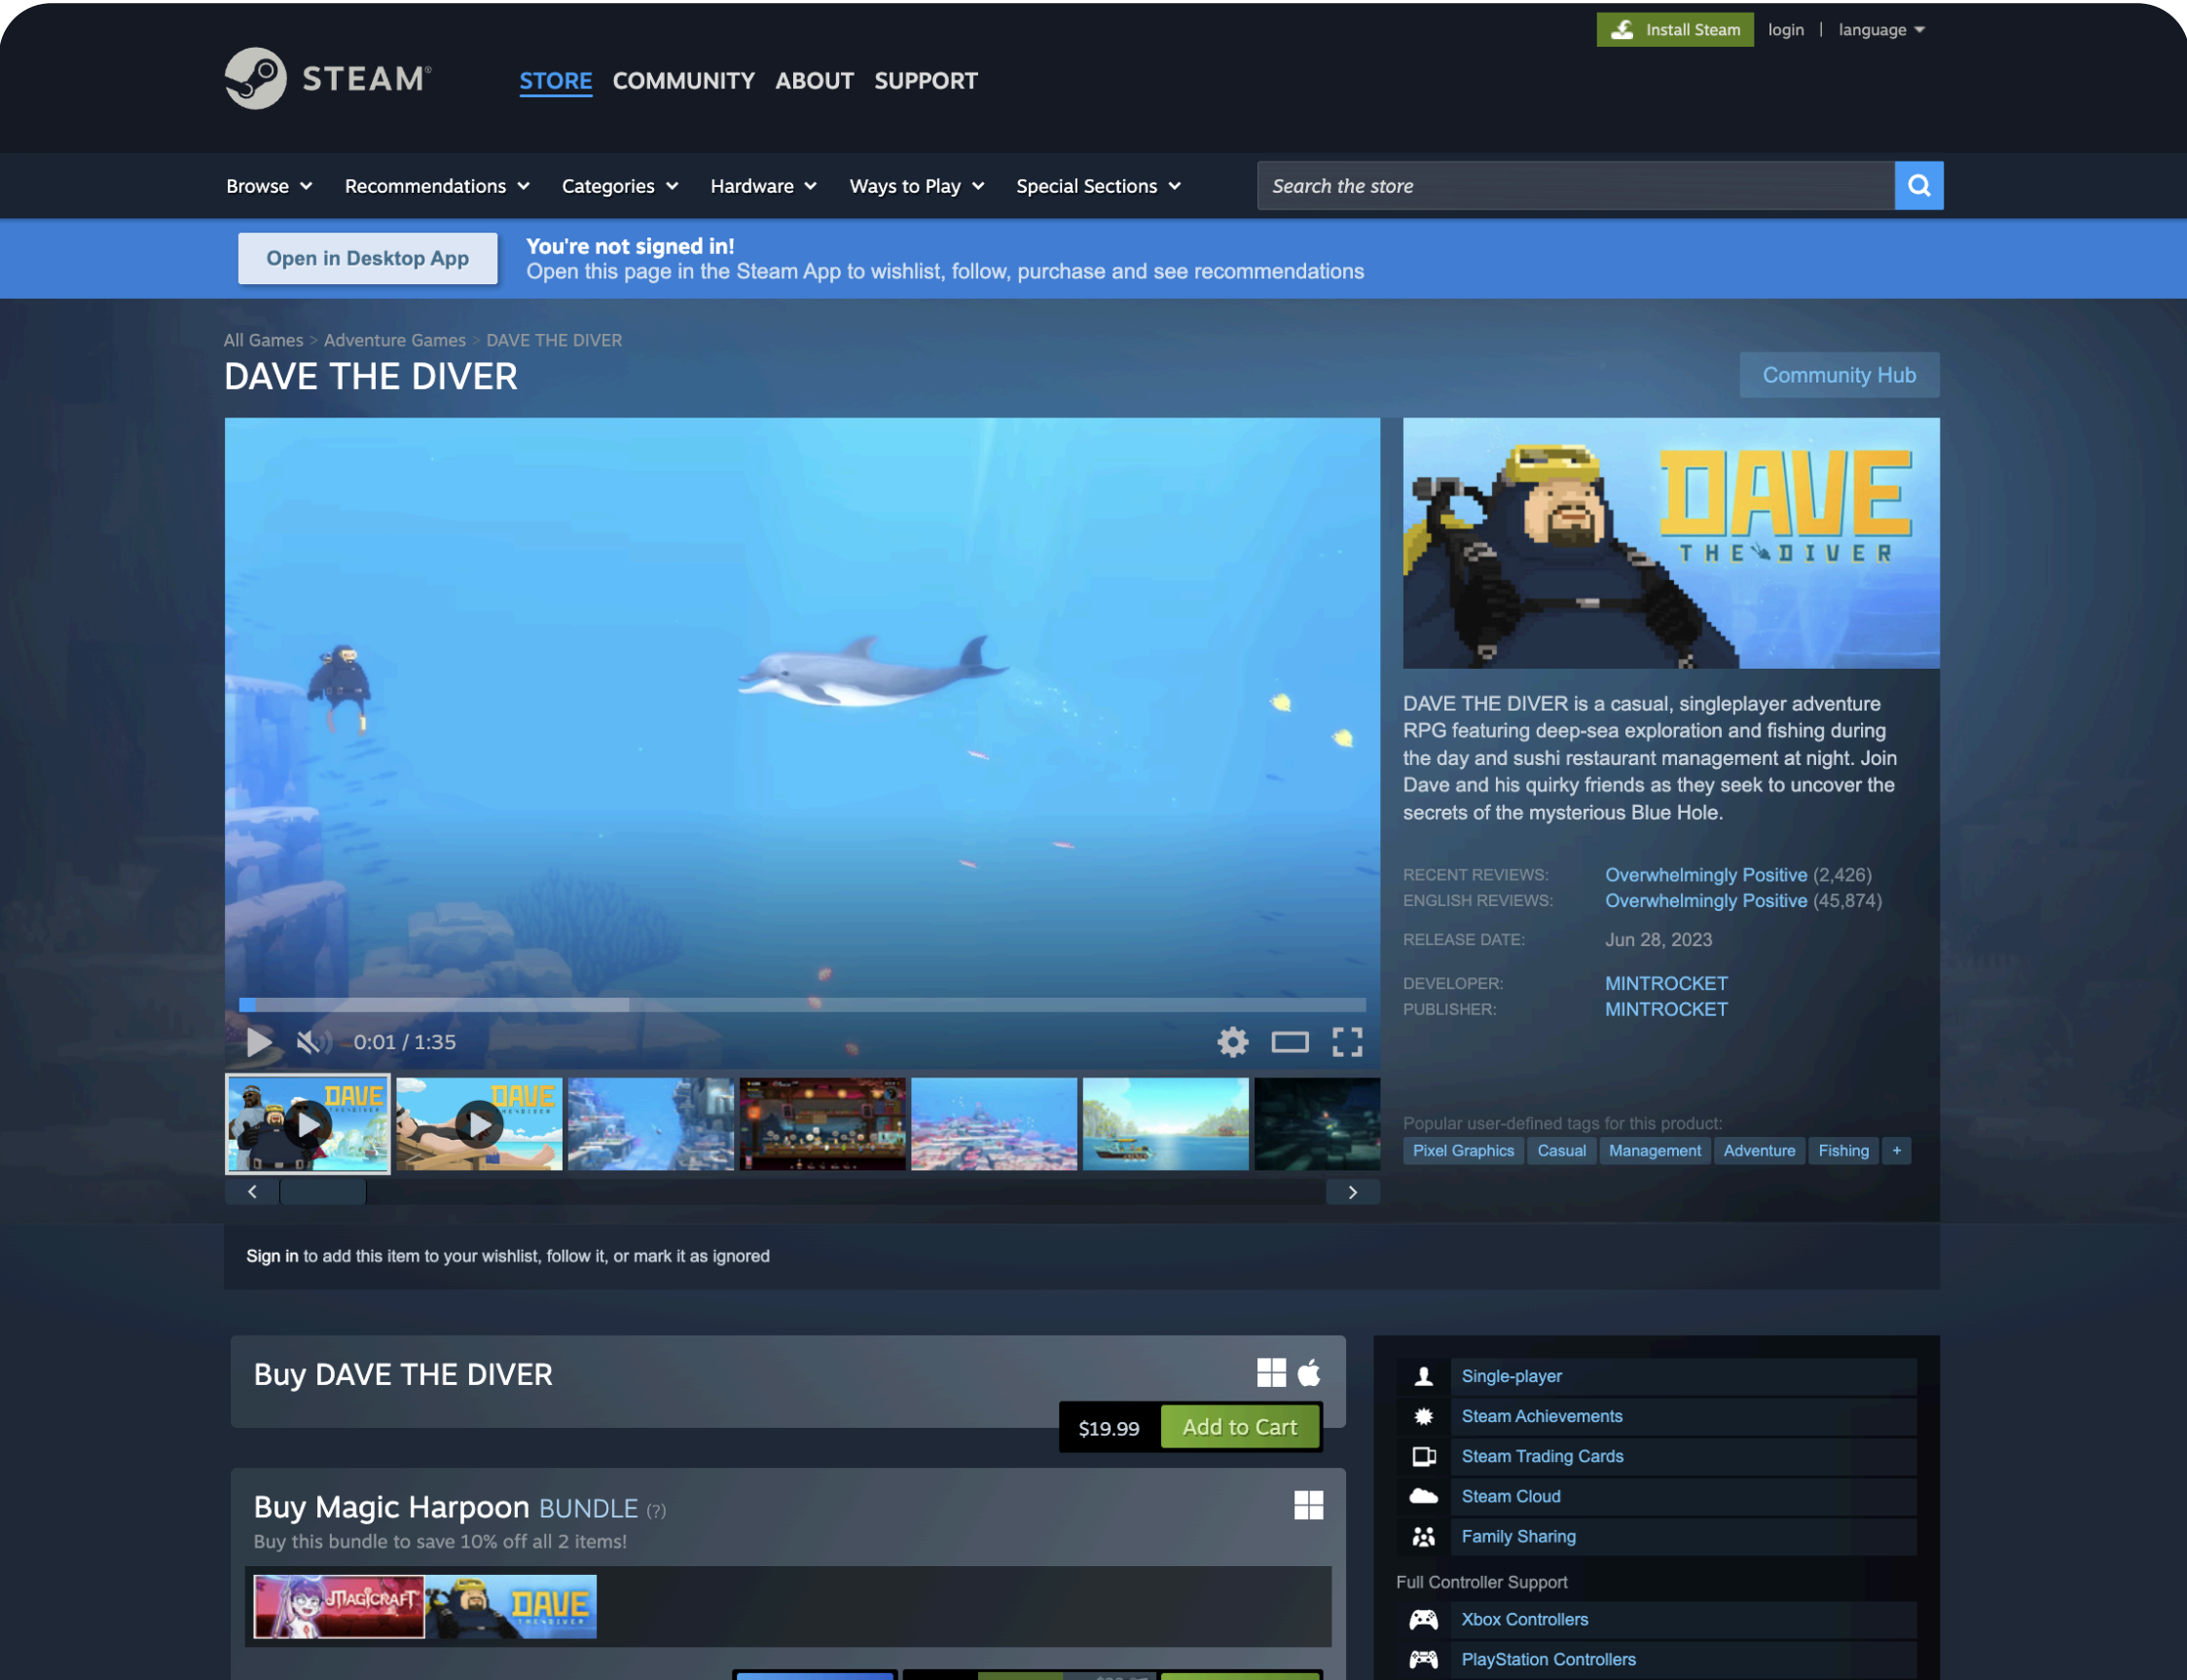 Install Steam login | language
STEAM®
STORE COMMUNITY ABOUT SUPPORT
Browse Recommendations Categories Hardware Ways to Play Special Sections
Search the store
Open in Desktop App
You're not signed in!
Open this page in the Steam App to wishlist, follow, purchase and see recommendations
All Games > Adventure Games > DAVE THE DIVER
DAVE THE DIVER
Community Hub
DAVE
THE DIVER
DAVE THE DIVER is a casual, singleplayer adventure
RPG featuring deep-sea exploration and fishing during
the day and sushi restaurant management at night. Join
Dave and his quirky friends as they seek to uncover the
secrets of the mysterious Blue Hole.
RECENT REVIEWS: Overwhelmingly Positive (2,426)
ENGLISH REVIEWS: Overwhelmingly Positive (45,874)
RELEASE DATE: Jun 28, 2023
DEVELOPER: MINTROCKET
PUBLISHER: MINTROCKET
Popular user-defined tags for this product:
Pixel Graphics Casual Management Adventure Fishing +
0:01 / 1:35
DAVE
THE DIVER
DAVE
THE DIVER
Sign in to add this item to your wishlist, follow it, or mark it as ignored
Buy DAVE THE DIVER
$19.99 Add to Cart
Buy Magic Harpoon BUNDLE (?)
Buy this bundle to save 10% off all 2 items!
MAGICRAFT
DAVE
THE DIVER
Single-player
Steam Achievements
Steam Trading Cards
Steam Cloud
Family Sharing
Full Controller Support
Xbox Controllers
PlayStation Controllers